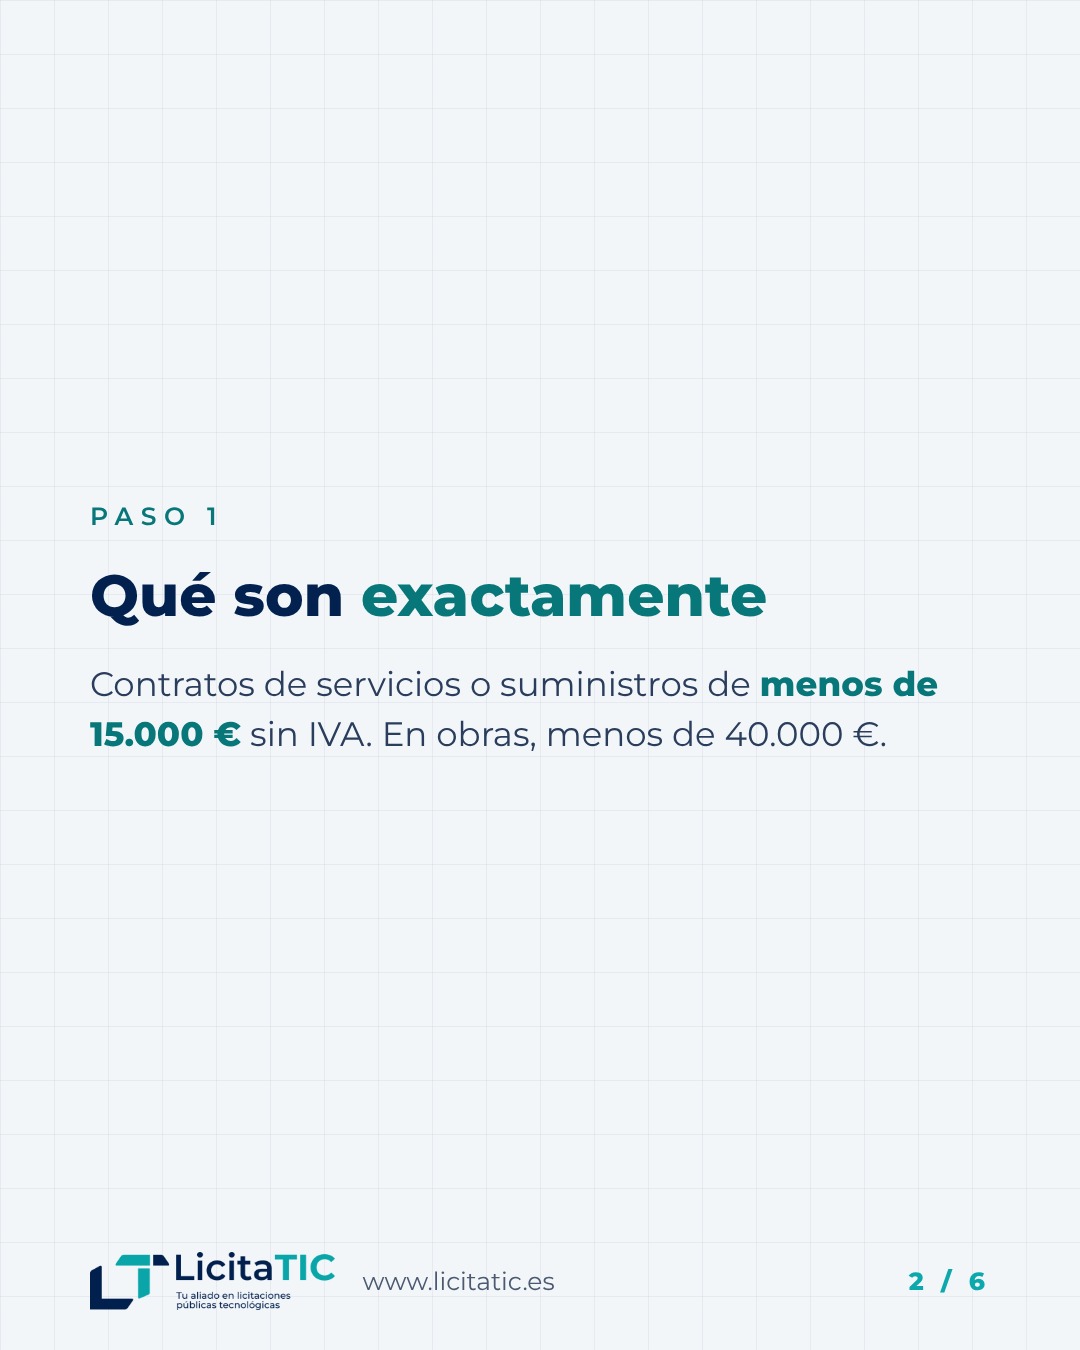 PASO 1
Qué son exactamente
Contratos de servicios o suministros de menos de
15.000 € sin IVA. En obras, menos de 40.000 €.
LicitaTIC
Tu aliado en licitaciones
públicas tecnológicas
www.licitatic.es
2 / 6